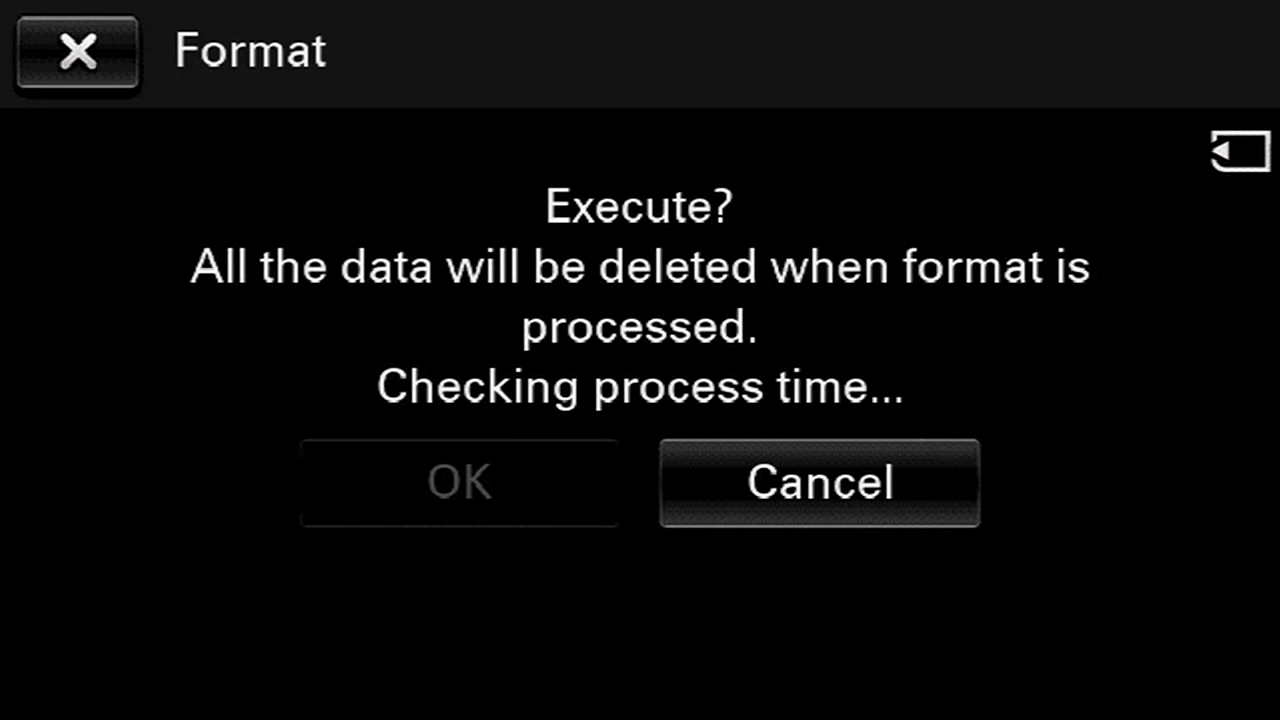 Format
Execute?
All the data will be deleted when format is
processed.
Checking process time...
OK
Cancel